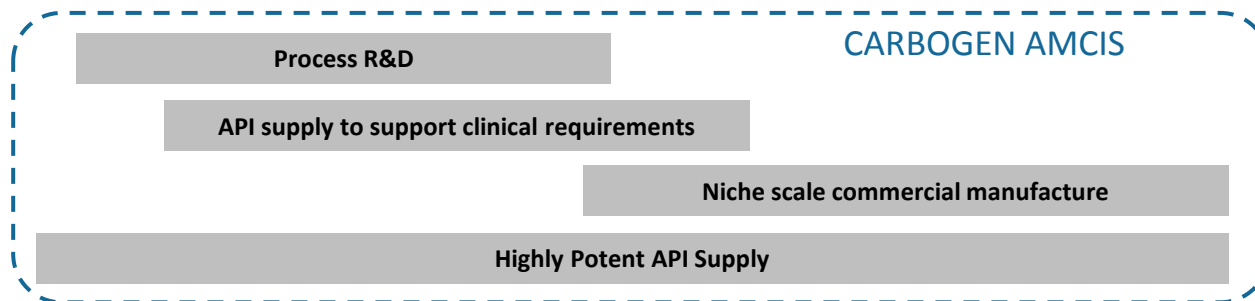 CARBOGEN AMCIS
Process R&D
API supply to support clinical requirements
Niche scale commercial manufacture
Highly Potent API Supply